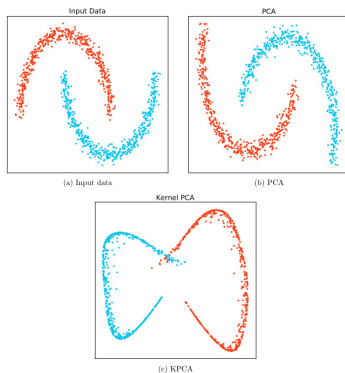 Input Data
PCA
(a) Input data
(b) PCA
Kernel PCA
(c) KPCA